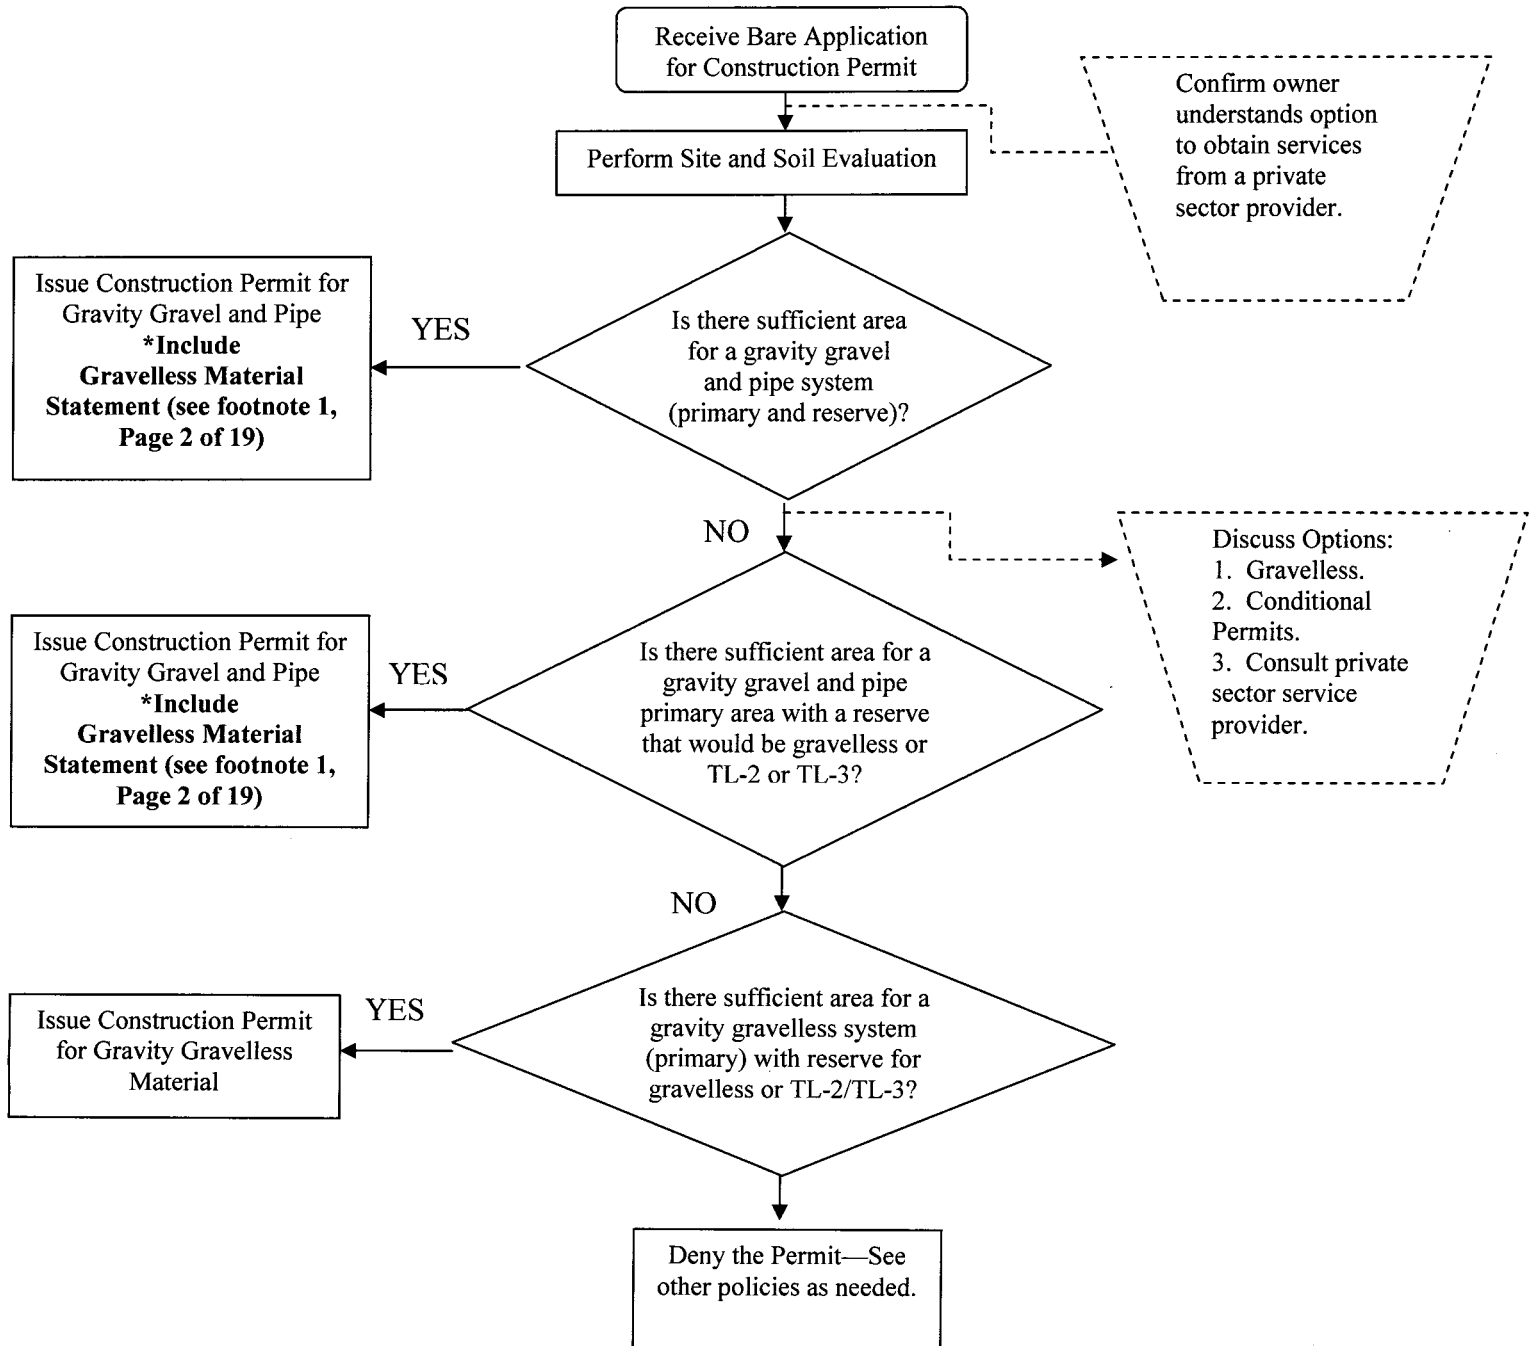 Receive Bare Application
for Construction Permit
Confirm owner
understands option
to obtain services
from a private
sector provider.
Perform Site and Soil Evaluation
Issue Construction Permit for
Gravity Gravel and Pipe
*Include
Gravelless Material
Statement (see footnote 1,
Page 2 of 19)
YES
Is there sufficient area
for a gravity gravel
and pipe system
(primary and reserve)?
NO
Discuss Options:
1. Gravelless.
2. Conditional
Permits.
3. Consult private
sector service
provider.
Issue Construction Permit for
Gravity Gravel and Pipe
*Include
Gravelless Material
Statement (see footnote 1,
Page 2 of 19)
YES
Is there sufficient area for a
gravity gravel and pipe
primary area with a reserve
that would be gravelless or
TL-2 or TL-3?
NO
Issue Construction Permit
for Gravity Gravelless
Material
YES
Is there sufficient area for a
gravity gravelless system
(primary) with reserve for
gravelless or TL-2/TL-3?
Deny the Permit—See
other policies as needed.